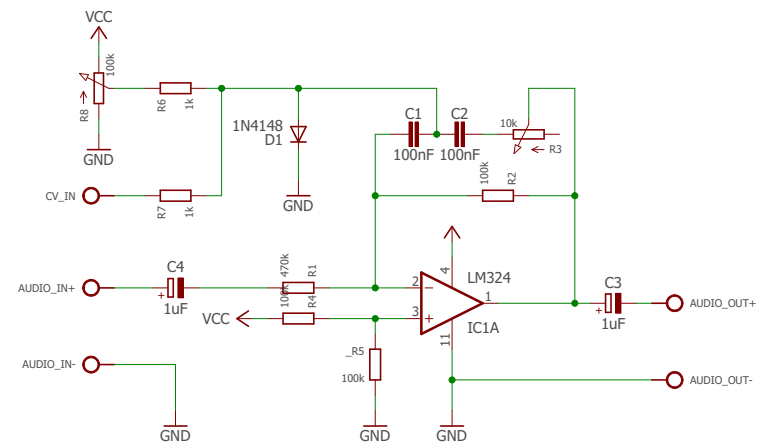 VCC
100k
R8
R6
1k
GND
1N4148
D1
GND
C1
C2
100nF
100nF
10k
R3
100k
R2
CV_IN
R7
1k
AUDIO_IN+
C4
+
1uF
470k
R1
100k
R4
VCC
2
3
4
11
1
LM324
IC1A
C3
+
1uF
AUDIO_OUT+
_R5
100k
AUDIO_IN-
AUDIO_OUT-
GND
GND
GND